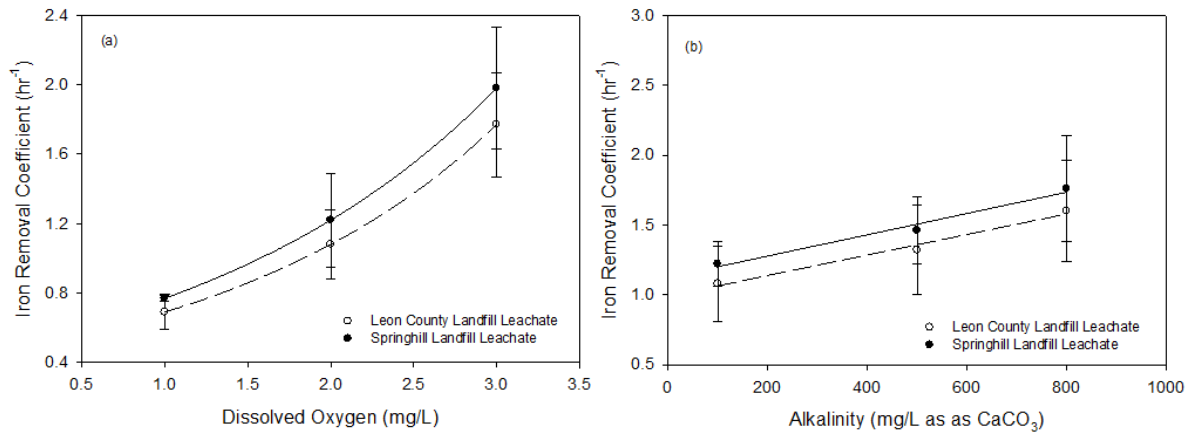 (a)
Iron Removal Coefficient (hr-1)
2.4
2.0
1.6
1.2
0.8
0.4
Leon County Landfill Leachate
Springhill Landfill Leachate
0.5 1.0 1.5 2.0 2.5 3.0 3.5
Dissolved Oxygen (mg/L)
(b)
Iron Removal Coefficient (hr-1)
3.0
2.5
2.0
1.5
1.0
0.5
Leon County Landfill Leachate
Springhill Landfill Leachate
0 200 400 600 800 1000
Alkalinity (mg/L as as CaCO3)